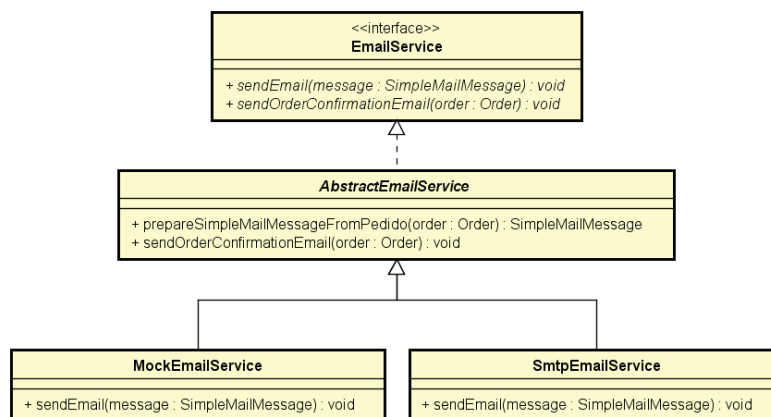 <<interface>>
EmailService
+ sendEmail(message : SimpleMailMessage) : void
+ sendOrderConfirmationEmail(order : Order) : void
AbstractEmailService
+ prepareSimpleMailMessageFromPedido(order : Order) : SimpleMailMessage
+ sendOrderConfirmationEmail(order : Order) : void
MockEmailService
+ sendEmail(message : SimpleMailMessage) : void
SmtpEmailService
+ sendEmail(message : SimpleMailMessage) : void